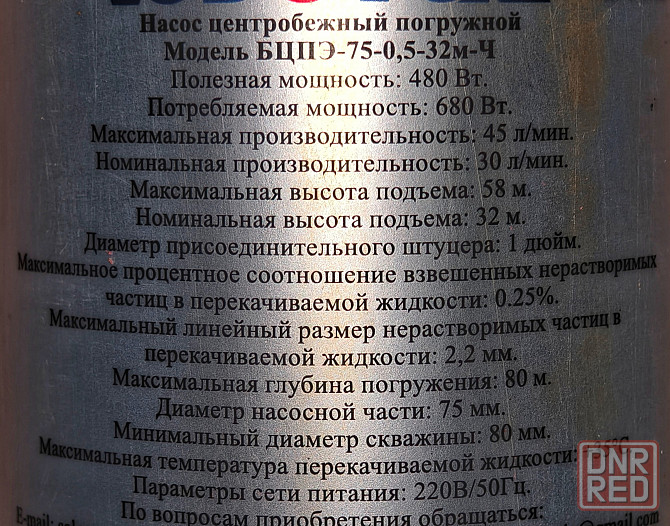 Насос центробежный погружной
Модель БЦПЭ-75-0,5-32м-Ч
Полезная мощность: 480 Вт.
Потребляемая мощность: 680 Вт.
Максимальная производительность: 45 л/мин.
Номинальная производительность: 30 л/мин.
Максимальная высота подъема: 58 м.
Номинальная высота подъема: 32 м.
Диаметр присоединительного штуцера: 1 дюйм.
Максимальное процентное соотношение взвешенных нерастворимых
частиц в перекачиваемой жидкости: 0.25%.
Максимальный линейный размер нерастворимых частиц в
перекачиваемой жидкости: 2,2 мм.
Максимальная глубина погружения: 80 м.
Диаметр насосной части: 75 мм.
Минимальный диаметр скважины: 80 мм.
Максимальная температура перекачиваемой жидкости:
Параметры сети питания: 220В/50Гц.
По вопросам приобретения обращаться:
E-mail:
DNR
RED